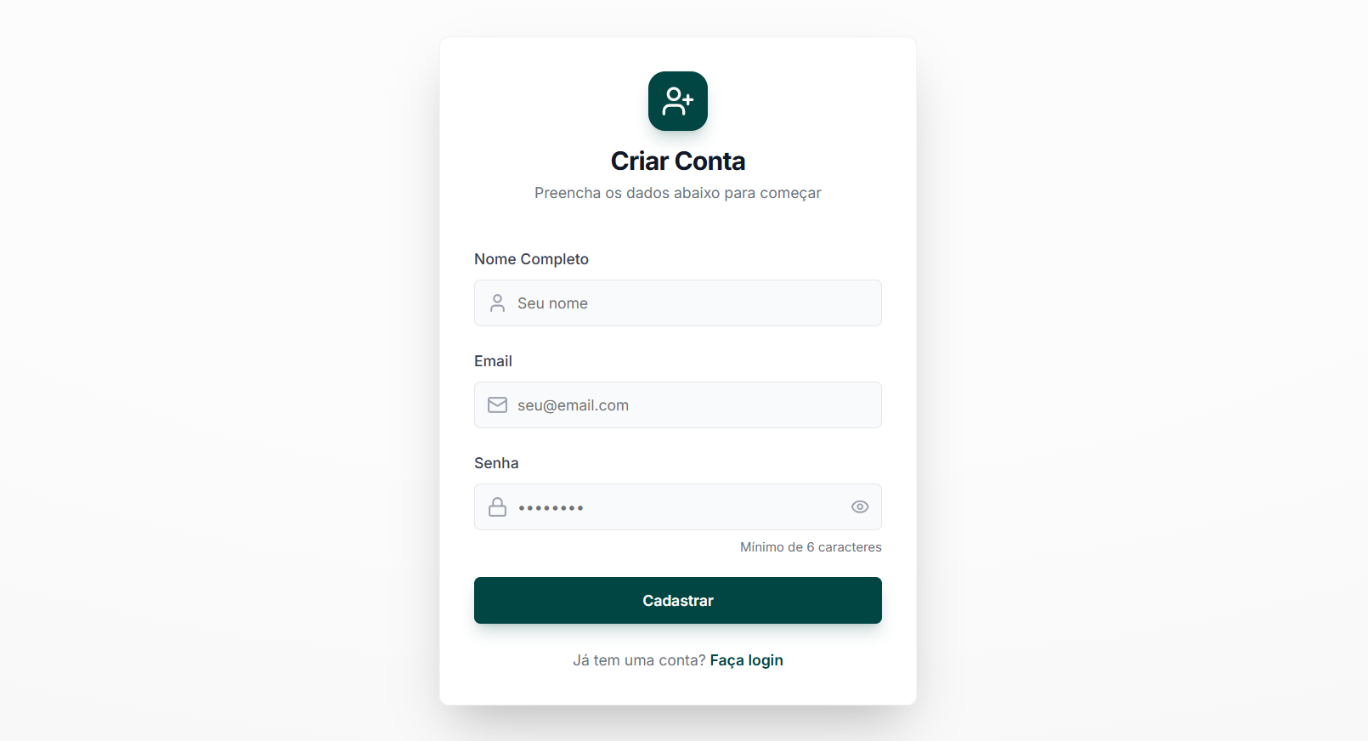 Criar Conta
Preencha os dados abaixo para começar
Nome Completo
Seu nome
Email
seu@email.com
Senha
••••••••
Mínimo de 6 caracteres
Cadastrar
Já tem uma conta? Faça login